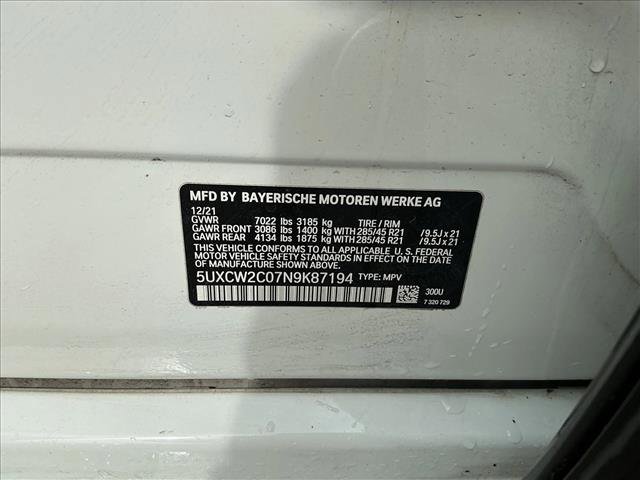 MFD BY BAYERISCHE MOTOREN WERKE AG
12/21
GVWR 7022 lbs 3185 kg TIRE / RIM
GAWR FRONT 3086 lbs 1400 kg WITH 285/45 R21 /9.5J x 21
GAWR REAR 4134 lbs 1875 kg WITH 285/45 R21 /9.5J x 21
THIS VEHICLE CONFORMS TO ALL APPLICABLE U. S. FEDERAL
MOTOR VEHICLE SAFETY AND THEFT PREVENTION STANDARDS
IN EFFECT ON THE DATE OF MANUFACTURE SHOWN ABOVE.
5UXCW2C07N9K87194 TYPE: MPV
300U
7 320 729